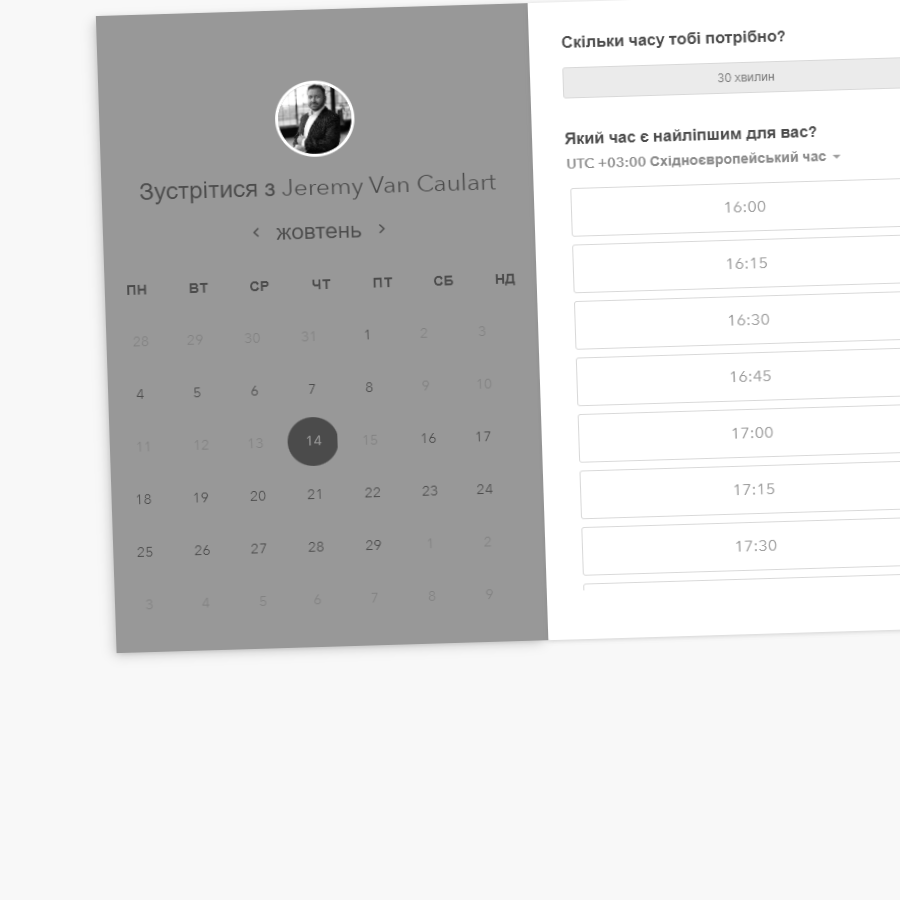 Зустрітися з Jeremy Van Caulart
‹ жовтень ›
ПН ВТ СР ЧТ ПТ СБ НД
28 29 30 31 1 2 3
4 5 6 7 8 9 10
11 12 13 14 15 16 17
18 19 20 21 22 23 24
25 26 27 28 29 1 2
3 4 5 6 7 8 9
Скільки часу тобі потрібно?
30 хвилин
Який час є найліпшим для вас?
UTC +03:00 Східноєвропейський час
16:00
16:15
16:30
16:45
17:00
17:15
17:30